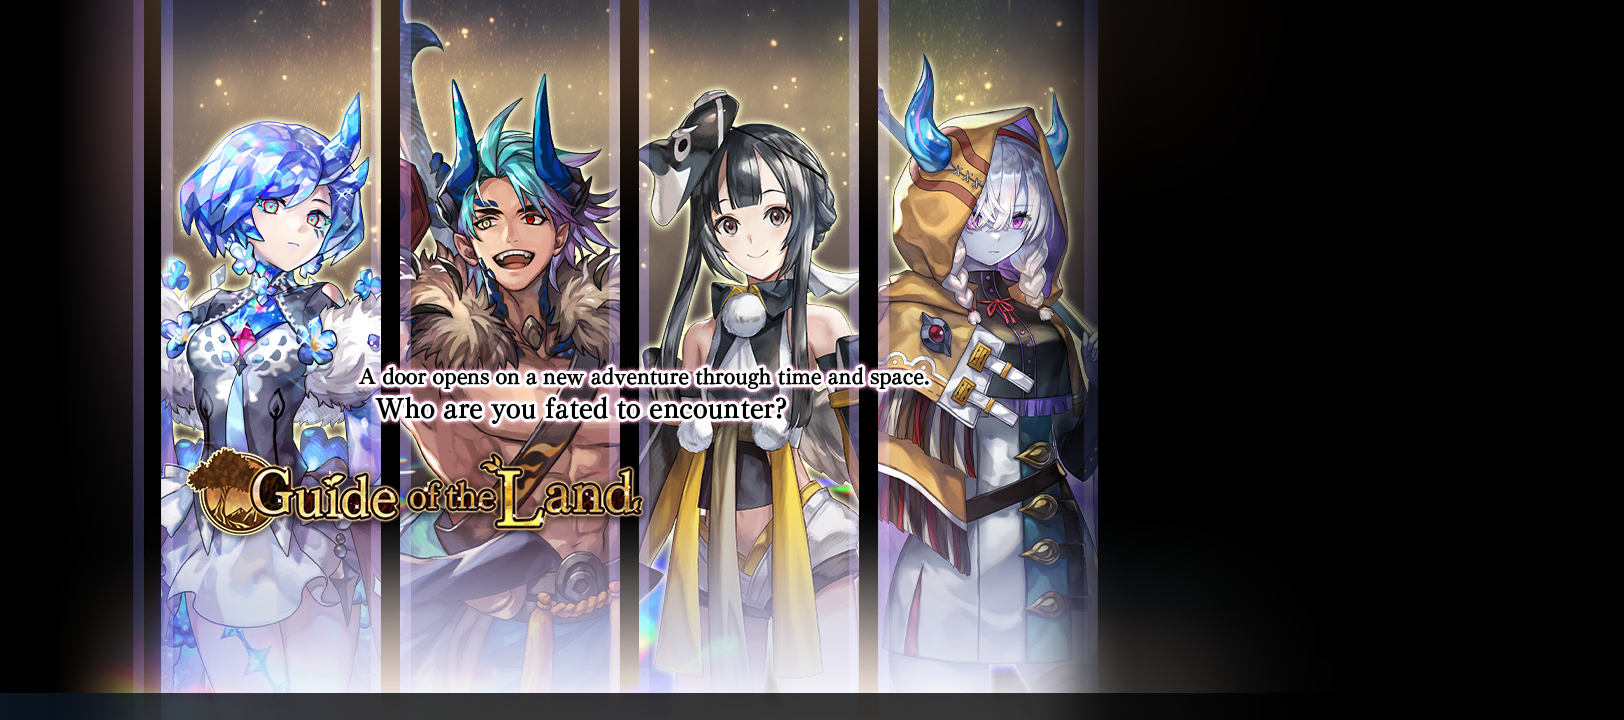 A door opens on a new adventure through time and space.
Who are you fated to encounter?
Guide of the Land